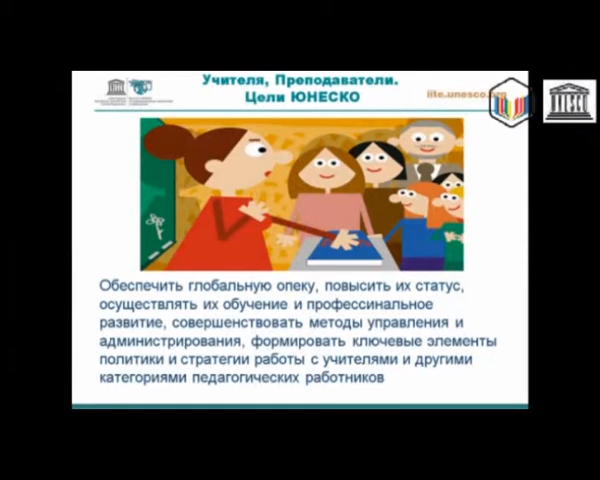 Учителя, Преподаватели.
Цели ЮНЕСКО
iite.unesco.org
Обеспечить глобальную опеку, повысить их статус,
осуществлять их обучение и профессинальное
развитие, совершенствовать методы управления и
администрирования, формировать ключевые элементы
политики и стратегии работы с учителями и другими
категориями педагогических работников